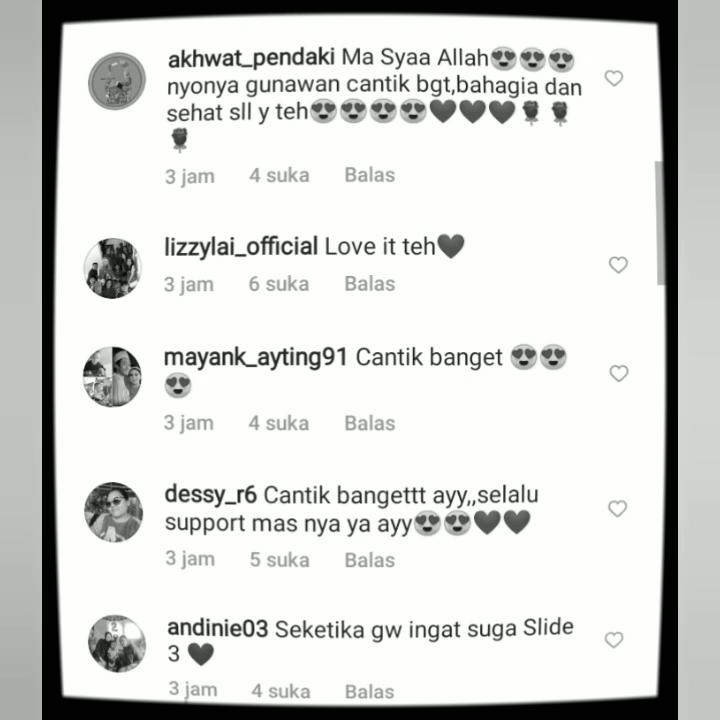 akhwat_pendaki Ma Syaa Allah😍😍😍
nyonya gunawan cantik bgt,bahagia dan
sehat sll y teh😍😍😍😍🖤🖤🖤🌹🌹
🌹
3 jam 4 suka Balas
lizzylai_official Love it teh🖤
3 jam 6 suka Balas
mayank_ayting91 Cantik banget 😍😍
😍
3 jam 4 suka Balas
dessy_r6 Cantik bangettt ayy,,selalu
support mas nya ya ayy😍😍🖤🖤
3 jam 5 suka Balas
andinie03 Seketika gw ingat suga Slide
3 🖤
3 jam 4 suka Balas